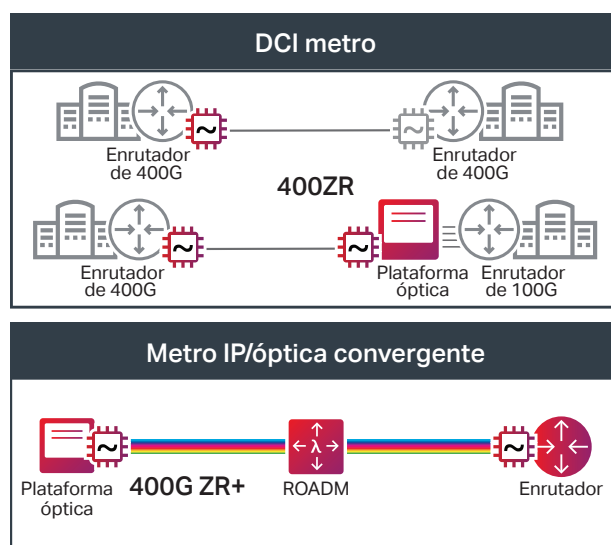 DCI metro
Enrutador
de 400G
Enrutador
de 400G
400ZR
Enrutador
de 400G
Plataforma
óptica
Enrutador
de 100G
Metro IP/óptica convergente
λ
Plataforma
óptica
400G ZR+
ROADM
Enrutador